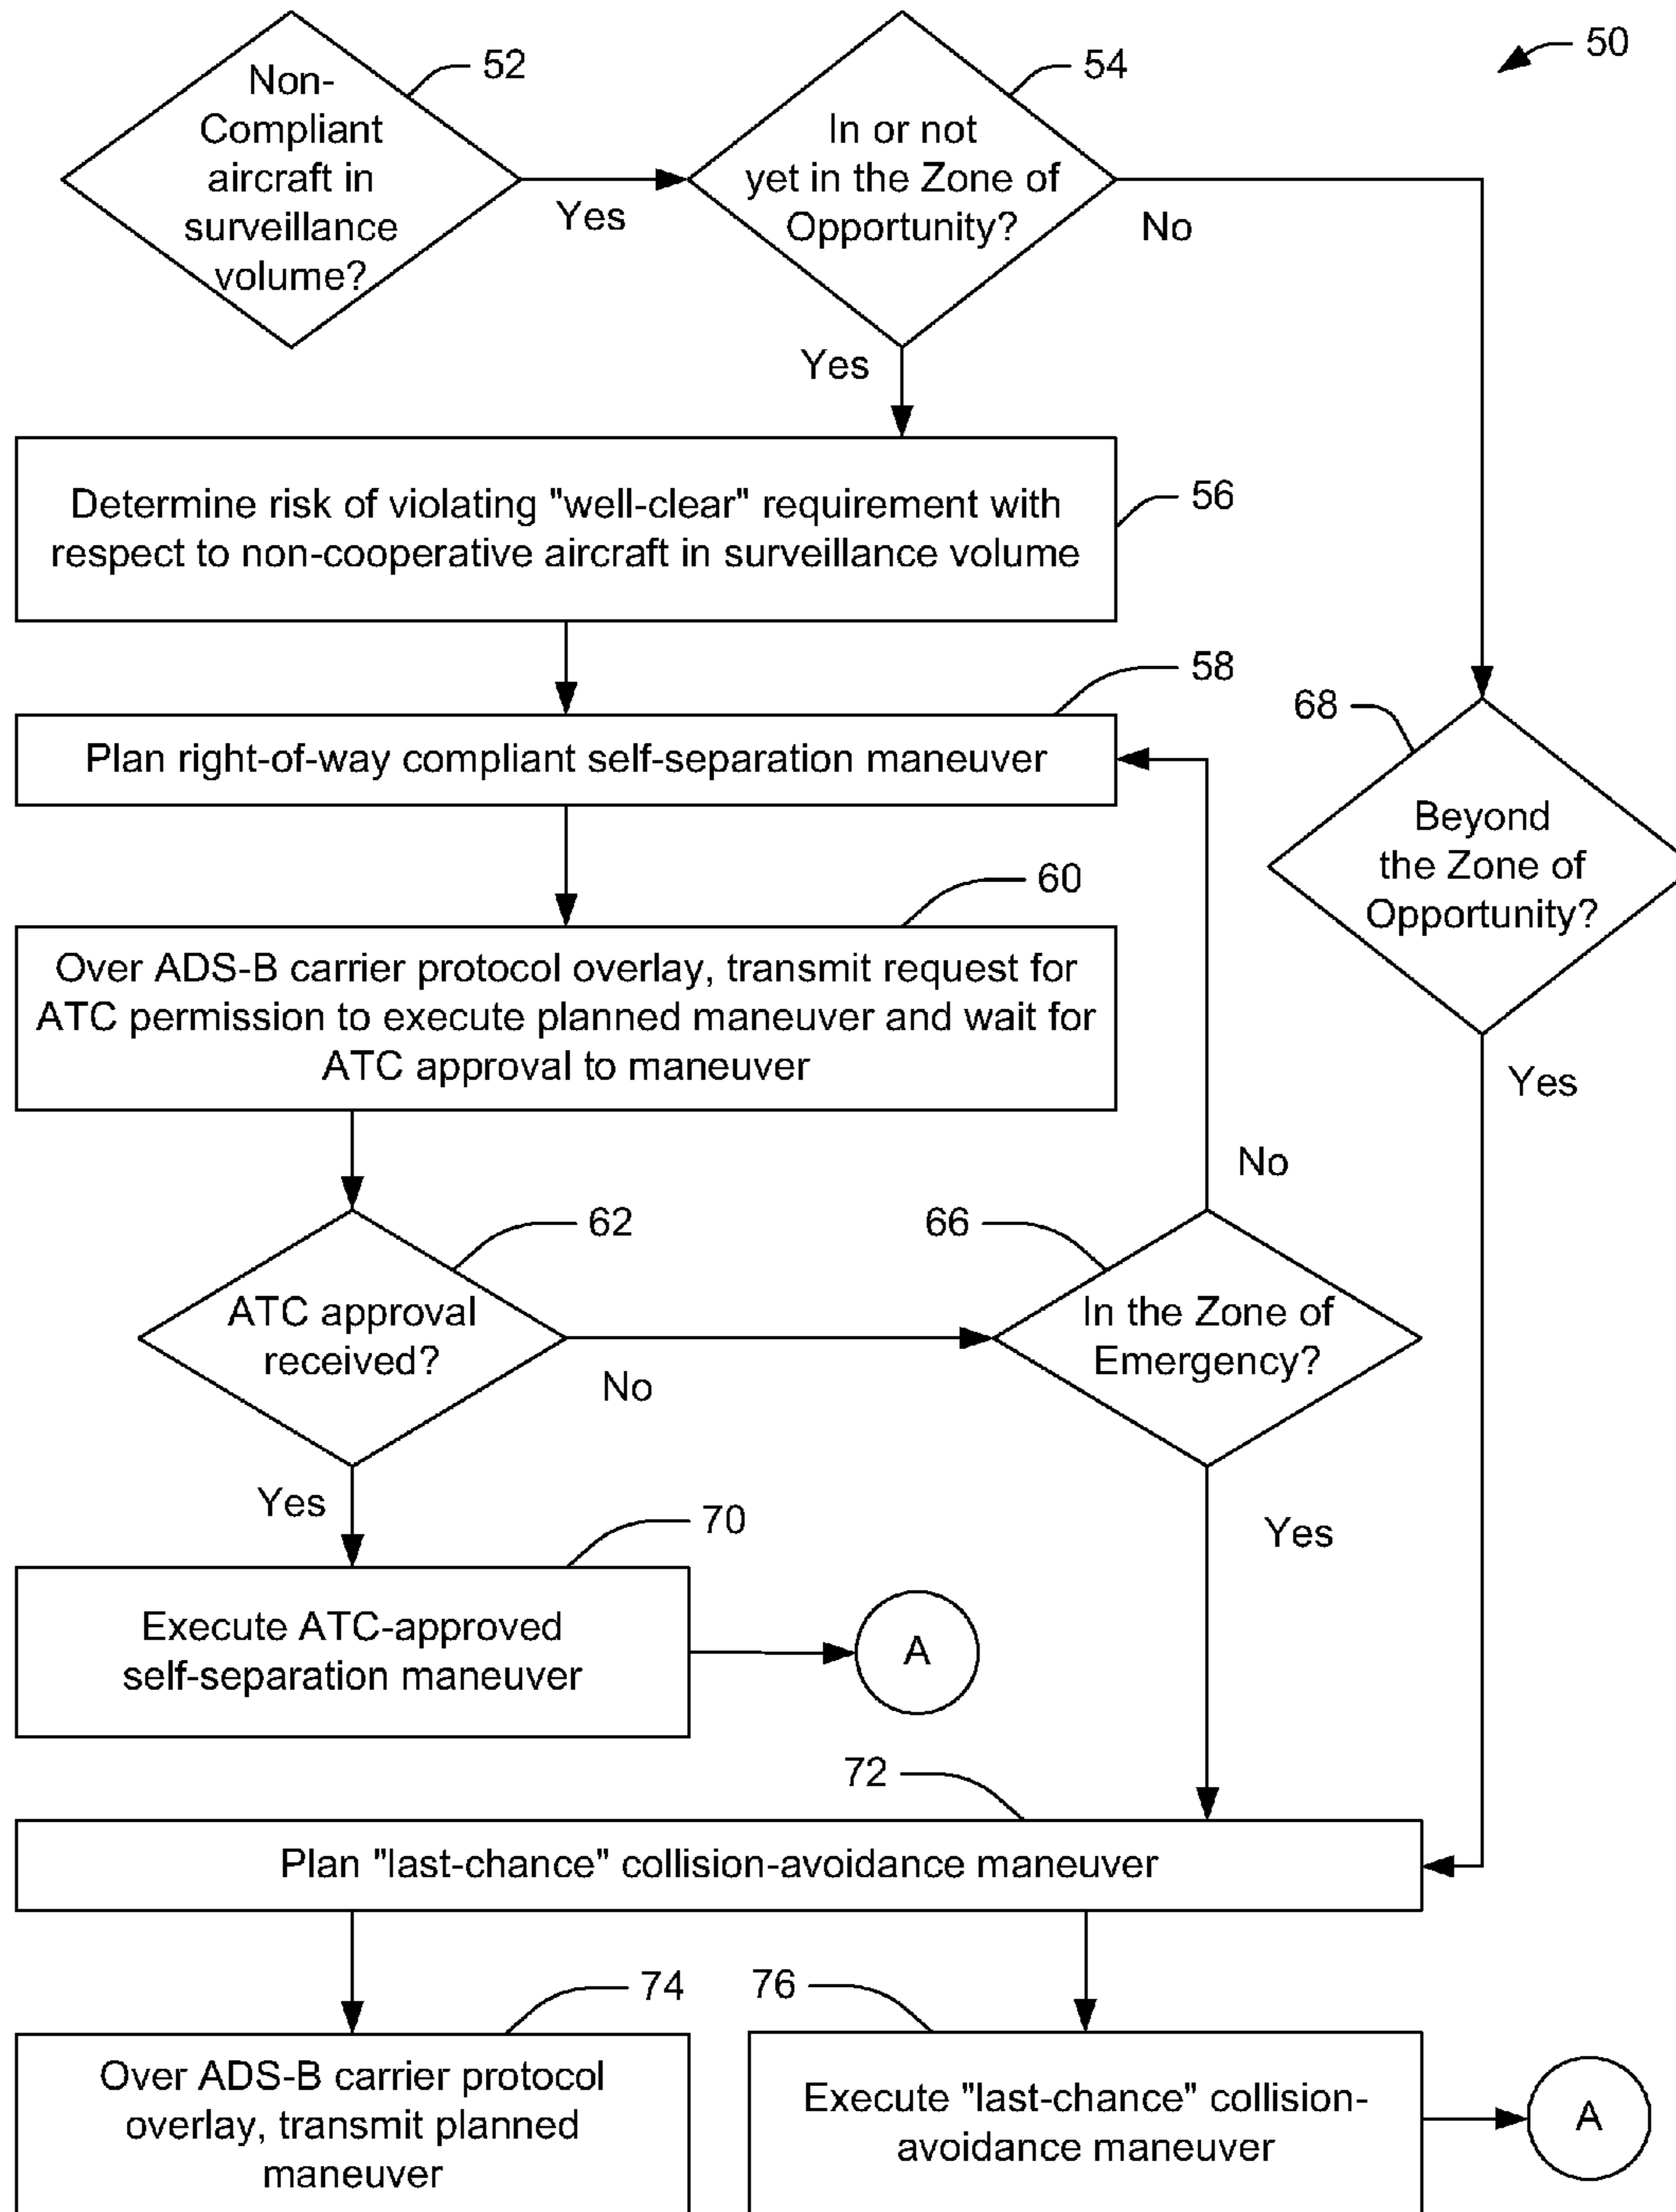 50
52
Non-
Compliant
aircraft in
surveillance
volume?
Yes
54
In or not
yet in the Zone of
Opportunity?
No
Yes
56
Determine risk of violating "well-clear" requirement with
respect to non-cooperative aircraft in surveillance volume
58
Plan right-of-way compliant self-separation maneuver
68
Beyond
the Zone of
Opportunity?
Yes
60
Over ADS-B carrier protocol overlay, transmit request for
ATC permission to execute planned maneuver and wait for
ATC approval to maneuver
62
ATC approval
received?
No
Yes
66
In the Zone of
Emergency?
No
Yes
70
Execute ATC-approved
self-separation maneuver
A
72
Plan "last-chance" collision-avoidance maneuver
74
Over ADS-B carrier protocol
overlay, transmit planned
maneuver
76
Execute "last-chance" collision-
avoidance maneuver
A